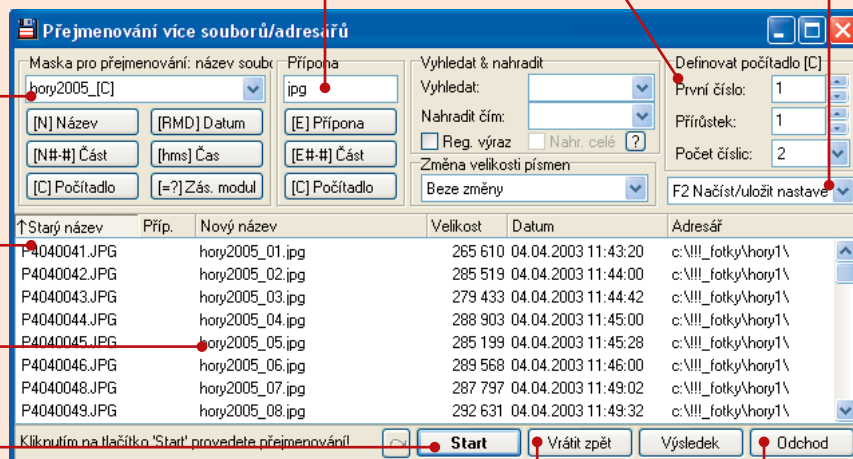 Přejmenování více souborů/adresářů
Maska pro přejmenování: název soubo
Přípona
Vyhledat & nahradit
Definovat počítadlo [C]
hory2005_[C]
jpg
Vyhledat:
První číslo:
1
Nahradit čím:
[N] Název
[RMD] Datum
[E] Přípona
Přírůstek:
1
Reg. výraz
Nahr. celé
?
[N#-#] Část
[hms] Čas
[E#-#] Část
Počet číslic:
2
Změna velikosti písmen
[C] Počítadlo
[=?] Zás. modul
[C] Počítadlo
Beze změny
F2 Načíst/uložit nastave
↑Starý název Příp. Nový název Velikost Datum Adresář
P4040041.JPG hory2005_01.jpg 265 610 04.04.2003 11:43:20 c:\!!!_fotky\hory1\
P4040042.JPG hory2005_02.jpg 285 519 04.04.2003 11:44:00 c:\!!!_fotky\hory1\
P4040043.JPG hory2005_03.jpg 279 433 04.04.2003 11:44:42 c:\!!!_fotky\hory1\
P4040044.JPG hory2005_04.jpg 288 903 04.04.2003 11:45:00 c:\!!!_fotky\hory1\
P4040045.JPG hory2005_05.jpg 285 199 04.04.2003 11:45:28 c:\!!!_fotky\hory1\
P4040046.JPG hory2005_06.jpg 289 568 04.04.2003 11:46:00 c:\!!!_fotky\hory1\
P4040048.JPG hory2005_07.jpg 287 797 04.04.2003 11:49:02 c:\!!!_fotky\hory1\
P4040049.JPG hory2005_08.jpg 292 631 04.04.2003 11:49:32 c:\!!!_fotky\hory1\
Kliknutím na tlačítko 'Start' provedete přejmenování!
Start
Vrátit zpět
Výsledek
Odchod